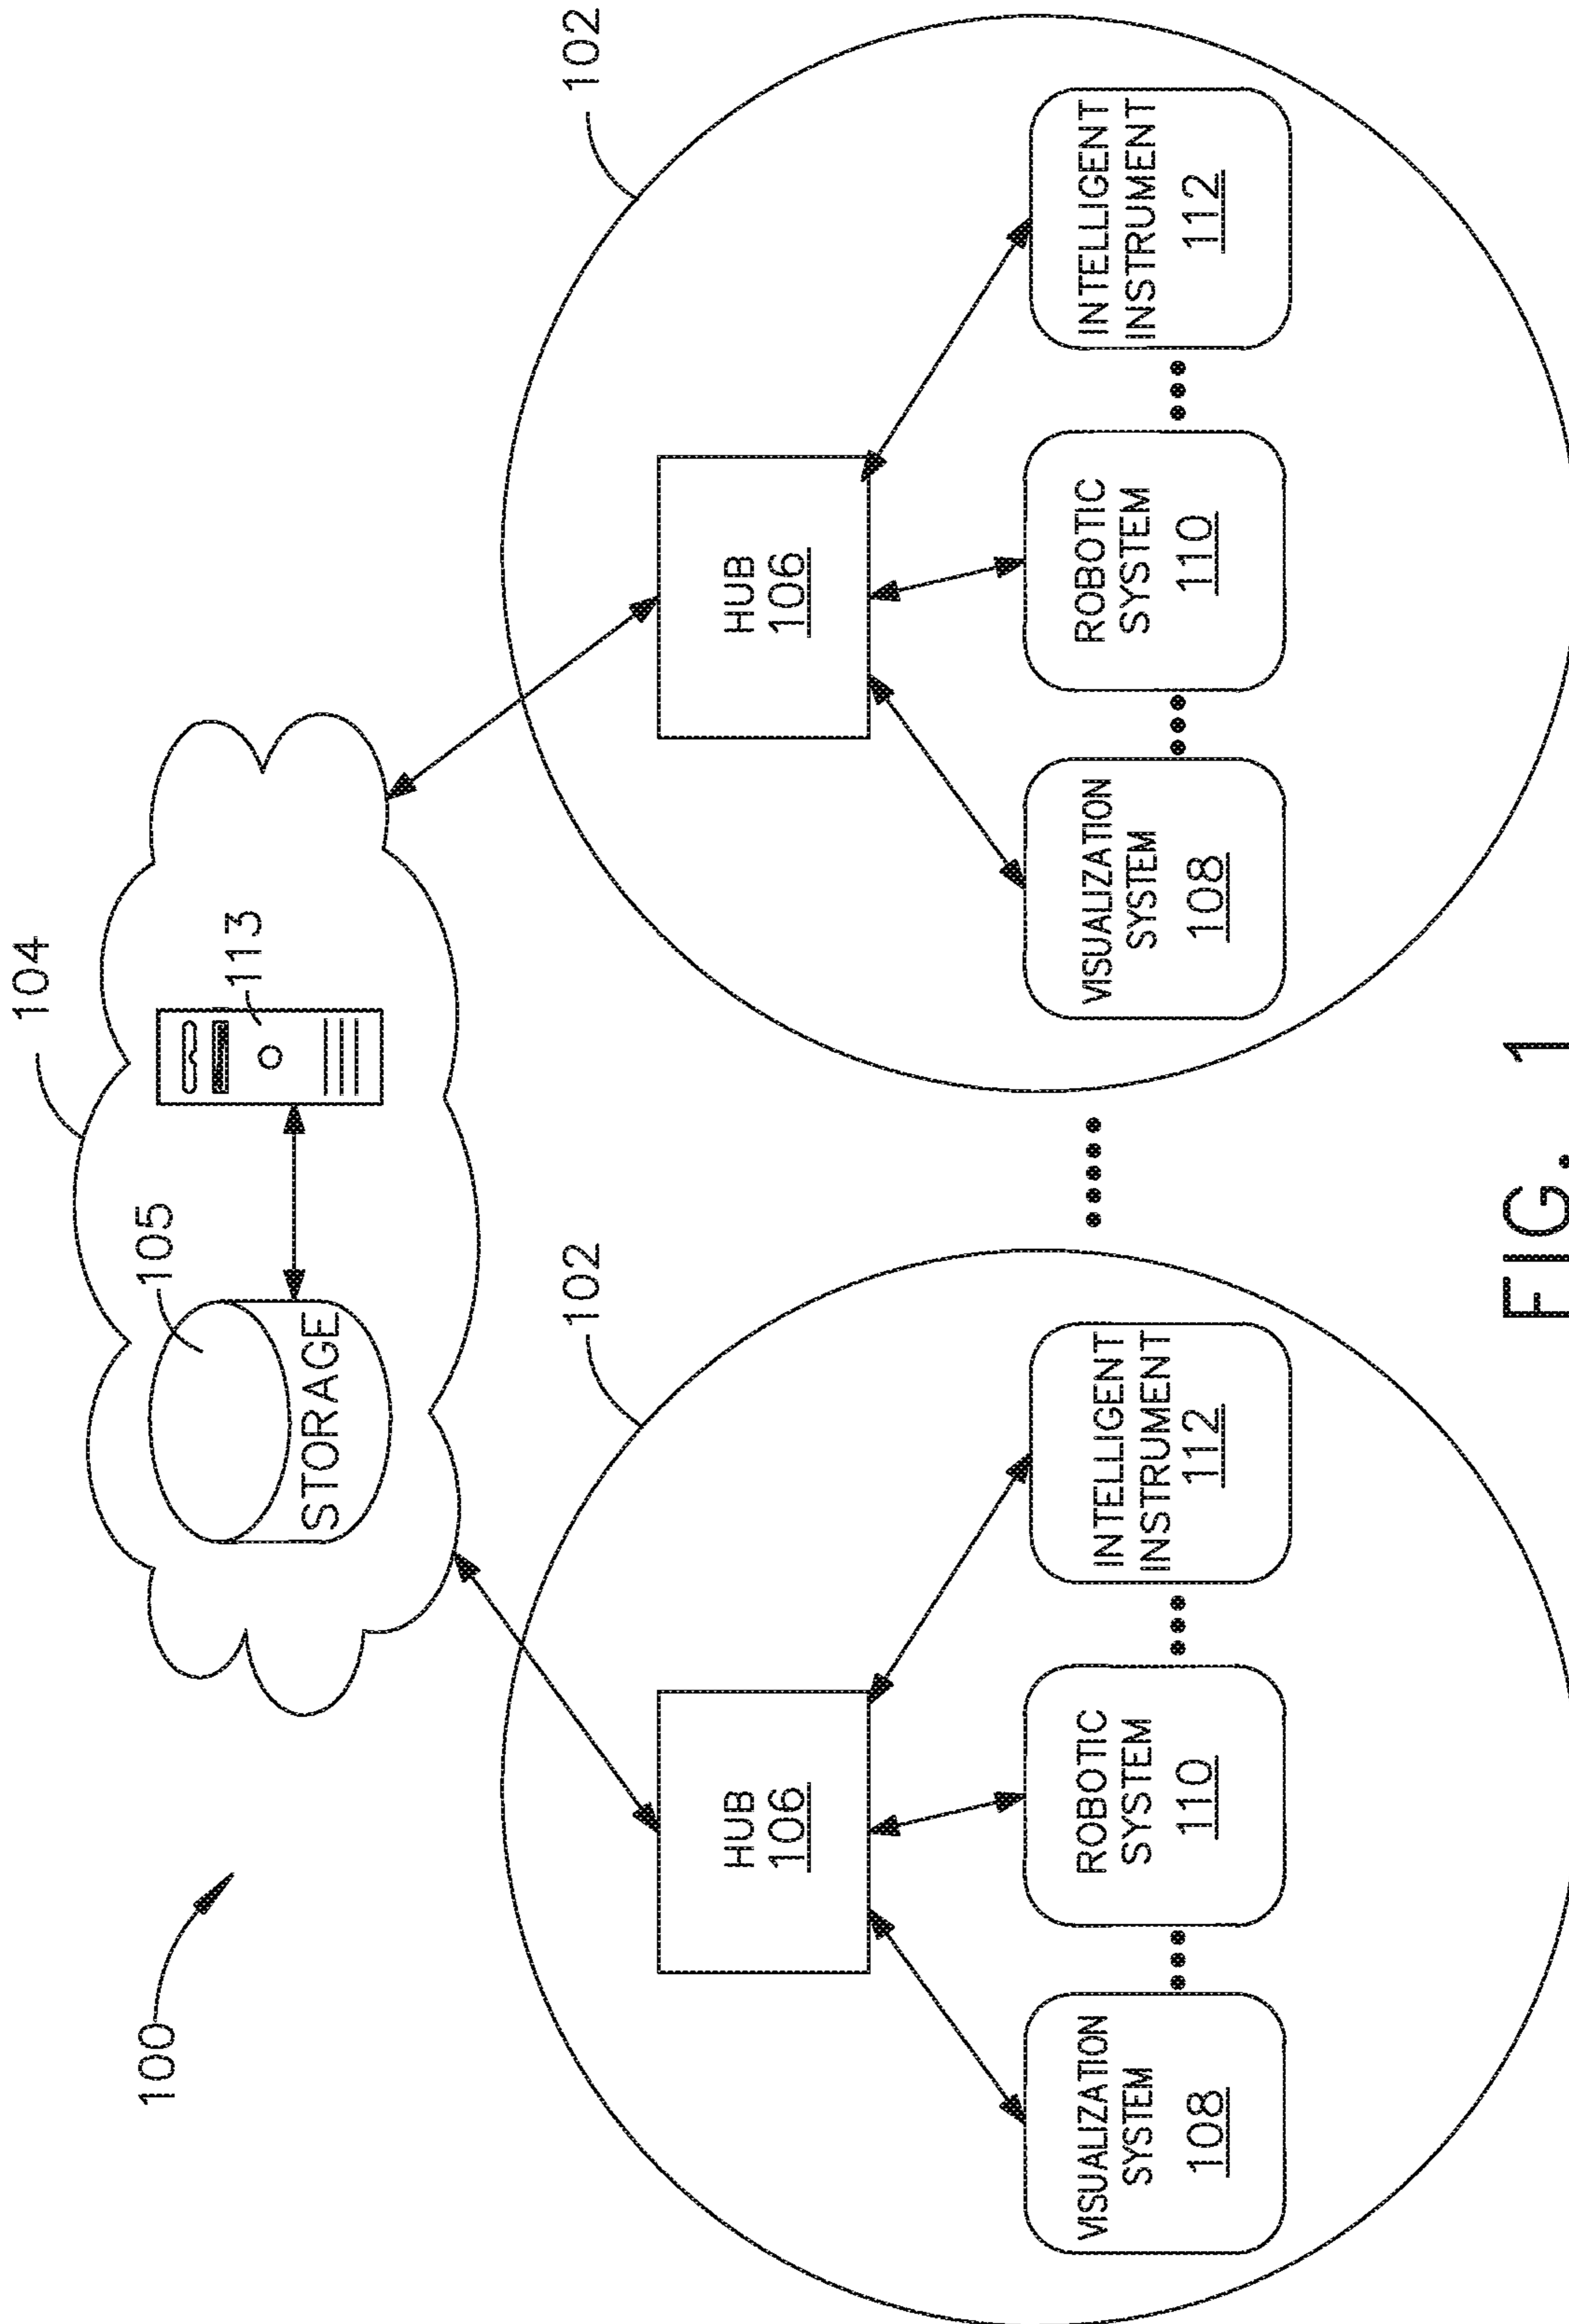 100
104
105
STORAGE
113
102
HUB
106
VISUALIZATION
SYSTEM
108
ROBOTIC
SYSTEM
110
INTELLIGENT
INSTRUMENT
112
102
HUB
106
VISUALIZATION
SYSTEM
108
ROBOTIC
SYSTEM
110
INTELLIGENT
INSTRUMENT
112
FIG. 1